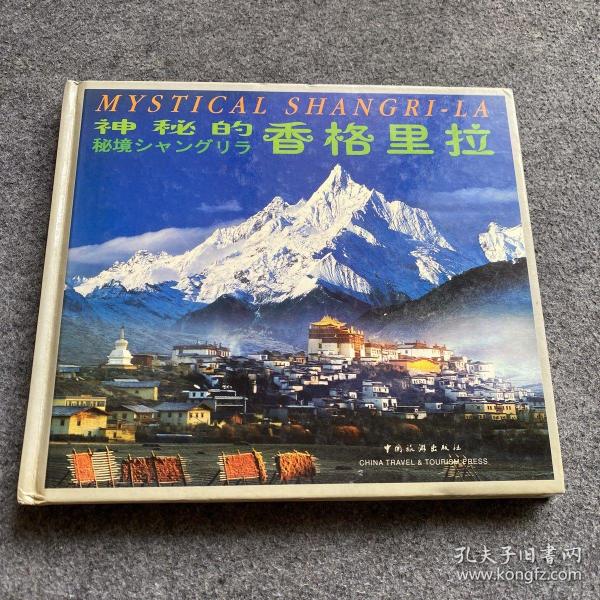 MYSTICAL SHANGRI-LA
神秘的香格里拉
秘境シャングリラ
中国旅游出版社
CHINA TRAVEL & TOURISM PRESS
孔夫子旧书网
www.kongfz.com